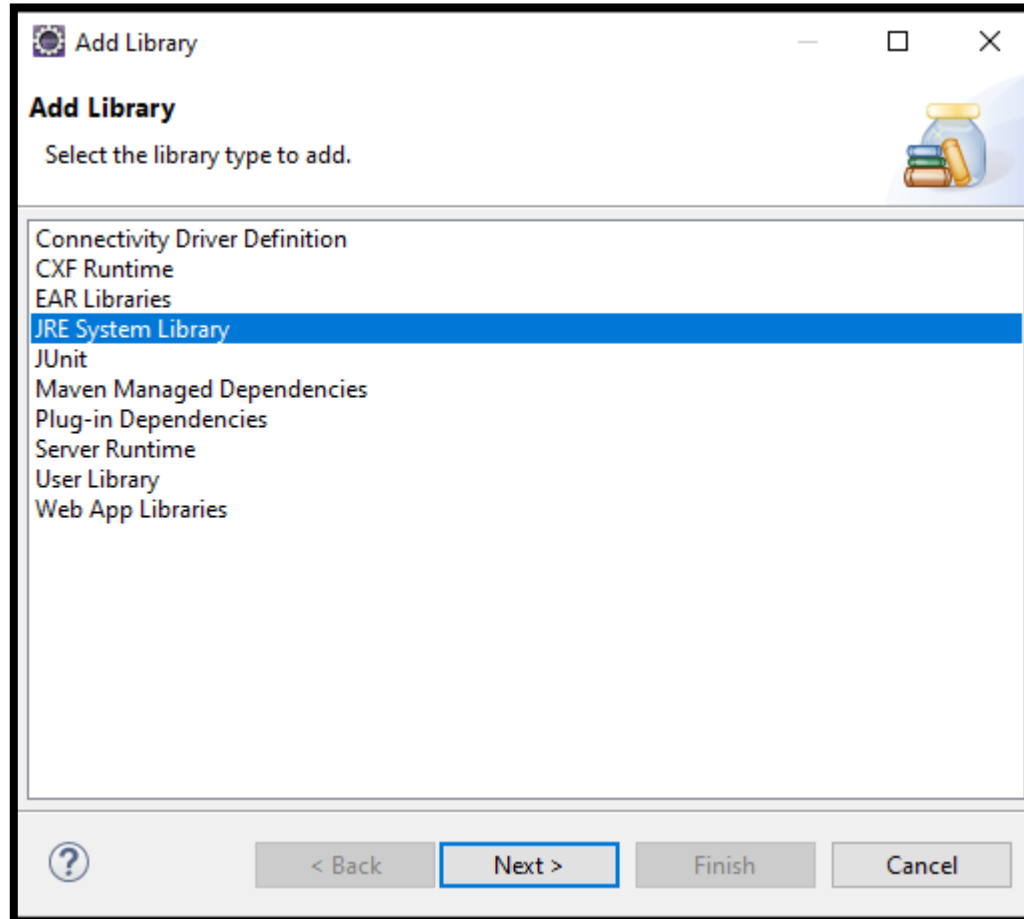 Add Library
Add Library
Select the library type to add.
Connectivity Driver Definition
CXF Runtime
EAR Libraries
JRE System Library
JUnit
Maven Managed Dependencies
Plug-in Dependencies
Server Runtime
User Library
Web App Libraries
? < Back Next > Finish Cancel